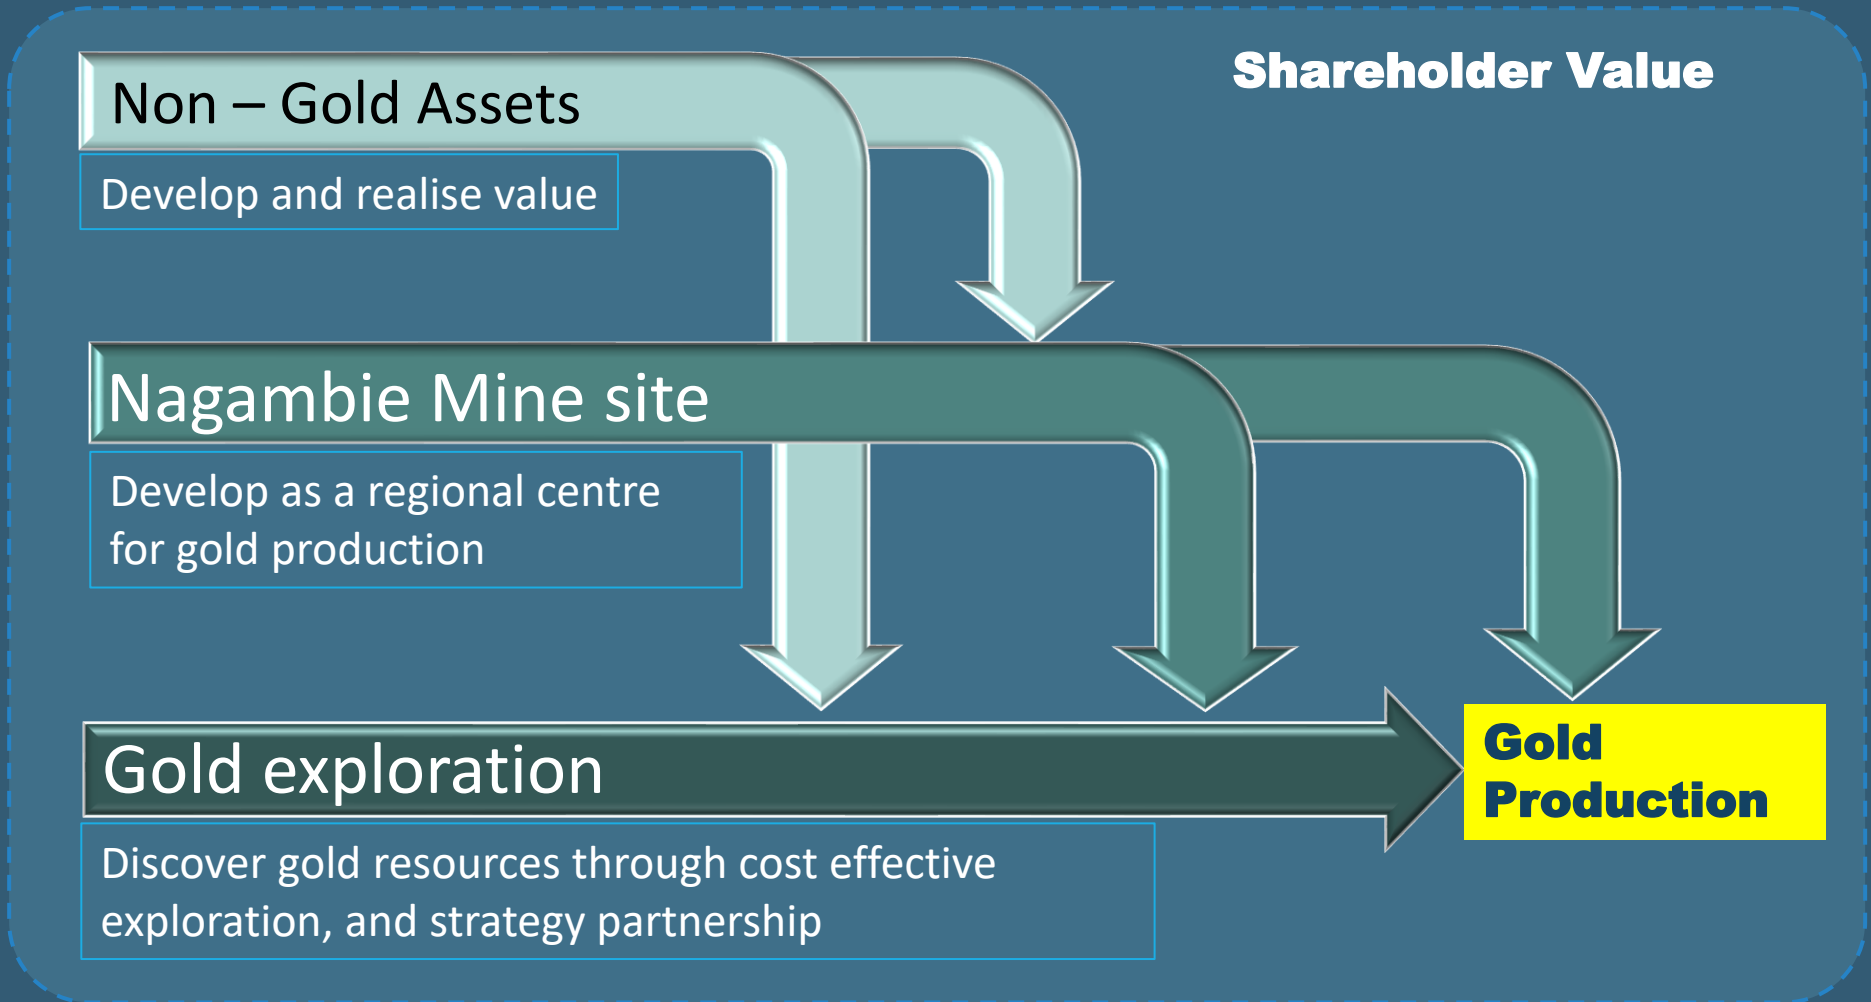 Shareholder Value
Non – Gold Assets
Develop and realise value
Nagambie Mine site
Develop as a regional centre
for gold production
Gold exploration
Gold
Production
Discover gold resources through cost effective
exploration, and strategy partnership